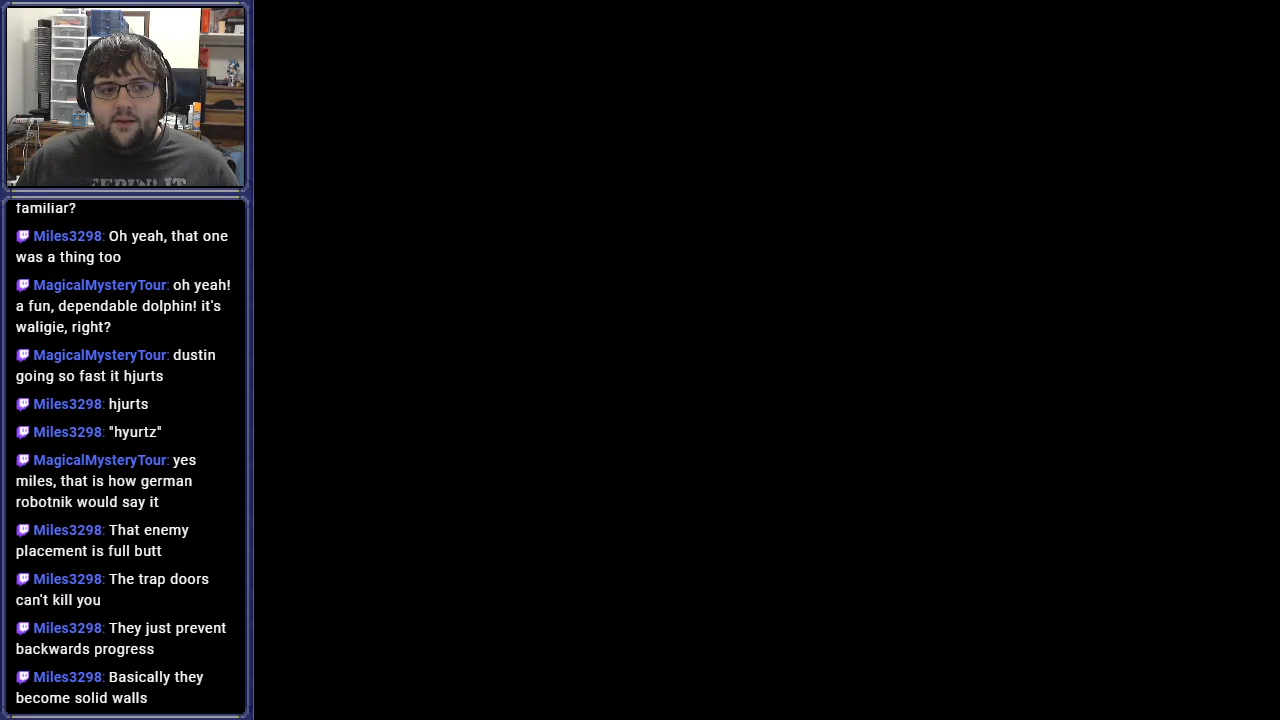 EEPIN' IT
familiar?
Miles3298: Oh yeah, that one
was a thing too
MagicalMysteryTour: oh yeah!
a fun, dependable dolphin! it's
waligie, right?
MagicalMysteryTour: dustin
going so fast it hjurts
Miles3298: hjurts
Miles3298: "hyurtz"
MagicalMysteryTour: yes
miles, that is how german
robotnik would say it
Miles3298: That enemy
placement is full butt
Miles3298: The trap doors
can't kill you
Miles3298: They just prevent
backwards progress
Miles3298: Basically they
become solid walls